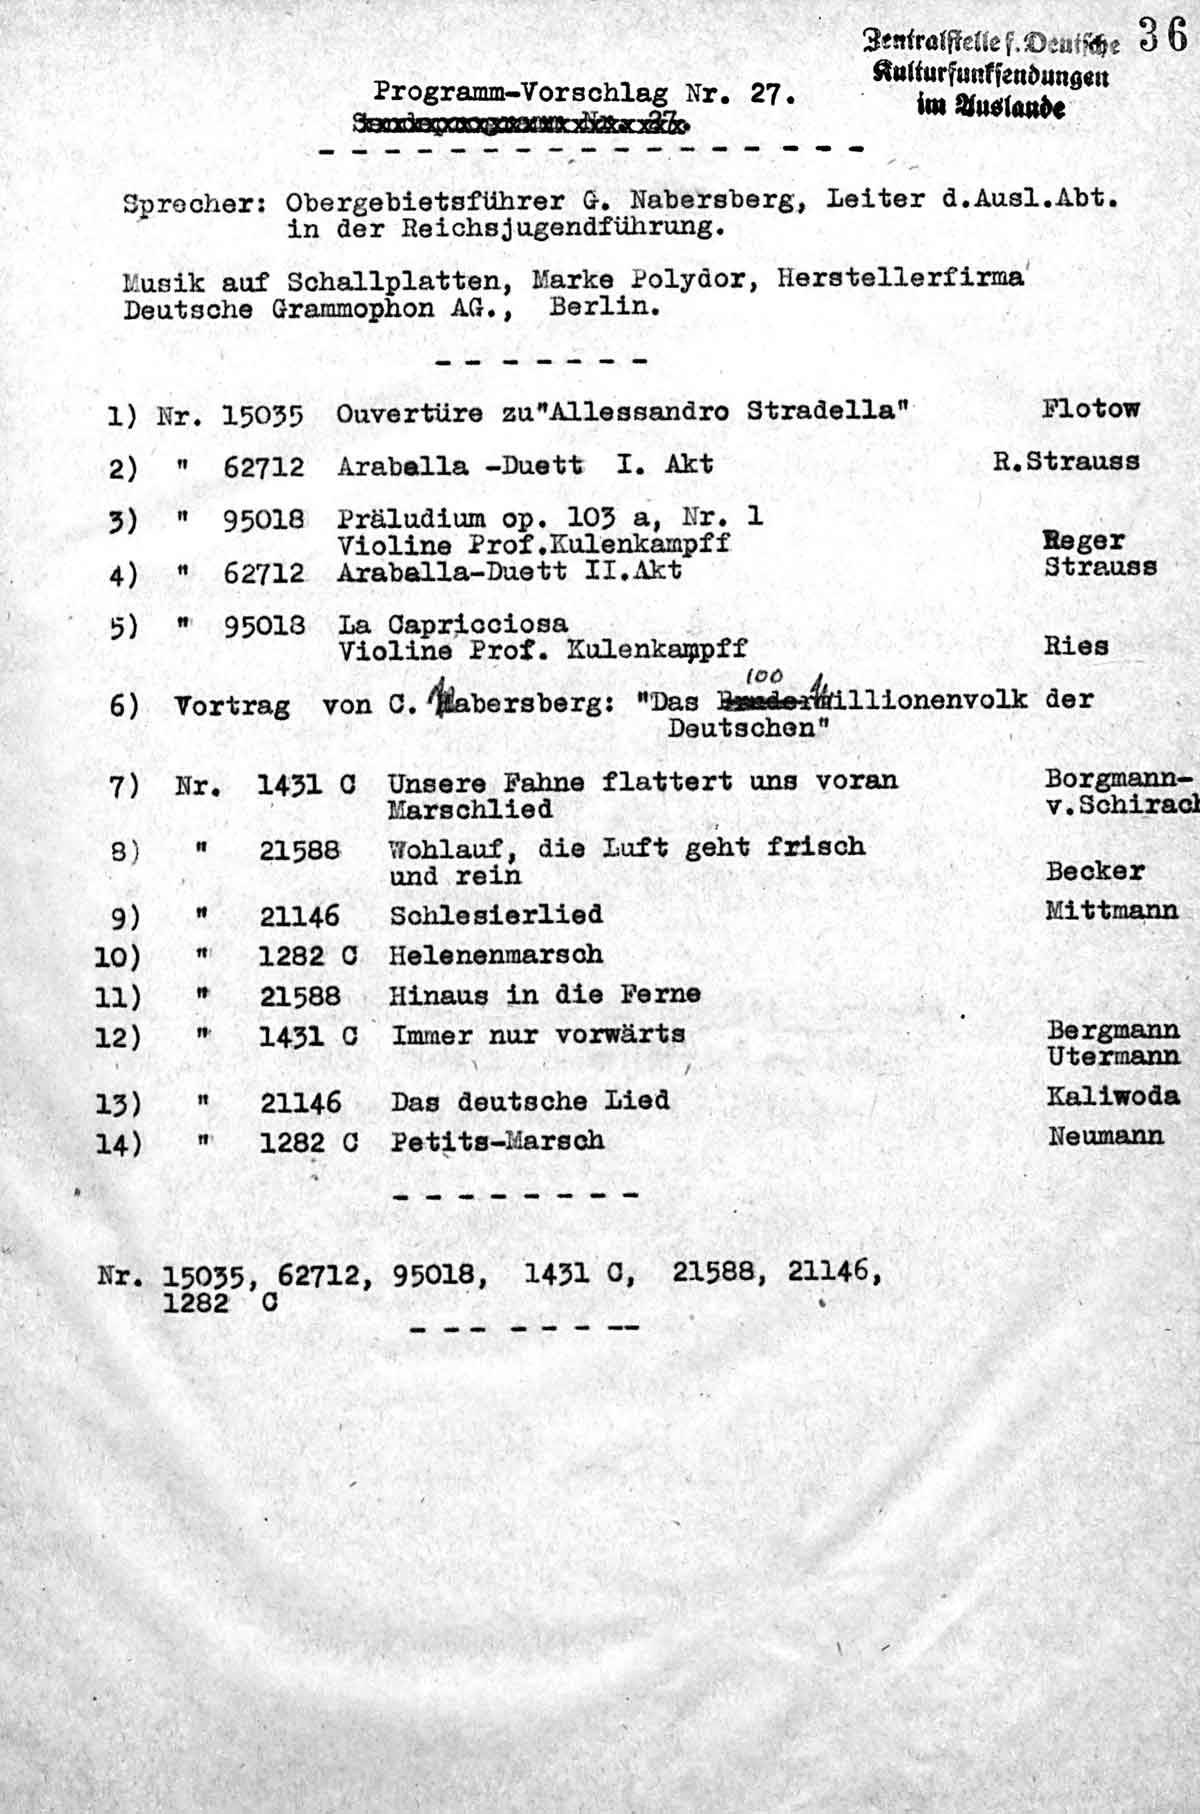 Zentralstelle f. Deutsche 36
Kulturfunksendungen
im Auslande
Programm-Vorschlag Nr. 27.
Sendeprogramm Nr. 27.
Sprecher: Obergebietsführer G. Nabersberg, Leiter d.Ausl.Abt.
in der Reichsjugendführung.
Musik auf Schallplatten, Marke Polydor, Herstellerfirma
Deutsche Grammophon AG., Berlin.
1) Nr. 15035 Ouvertüre zu"Allessandro Stradella" Flotow
2) " 62712 Arabella -Duett I. Akt R.Strauss
3) " 95018 Präludium op. 103 a, Nr. 1
Violine Prof.Kulenkampff Reger
4) " 62712 Arabella-Duett II.Akt Strauss
5) " 95018 La Capricciosa
Violine Prof. Kulenkampff Ries
100
6) Vortrag von C. Nabersberg: "Das Millionenvolk der
Deutschen"
7) Nr. 1431 C Unsere Fahne flattert uns voran Borgmann-
Marschlied v.Schirach
8) " 21588 Wohlauf, die Luft geht frisch
und rein Becker
9) " 21146 Schlesierlied Mittmann
10) " 1282 C Helenenmarsch
11) " 21588 Hinaus in die Ferne
12) " 1431 C Immer nur vorwärts Bergmann
Utermann
13) " 21146 Das deutsche Lied Kaliwoda
14) " 1282 C Petits-Marsch Neumann
Nr. 15035, 62712, 95018, 1431 C, 21588, 21146,
1282 C